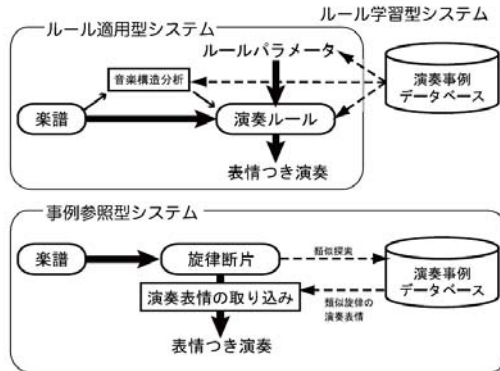 ルール学習型システム
ルール適用型システム
ルールパラメータ
音楽構造分析
演奏事例
データベース
楽譜
演奏ルール
表情つき演奏
事例参照型システム
楽譜
旋律断片
類似探索
演奏事例
データベース
演奏表情の取り込み
類似旋律の
演奏表情
表情つき演奏